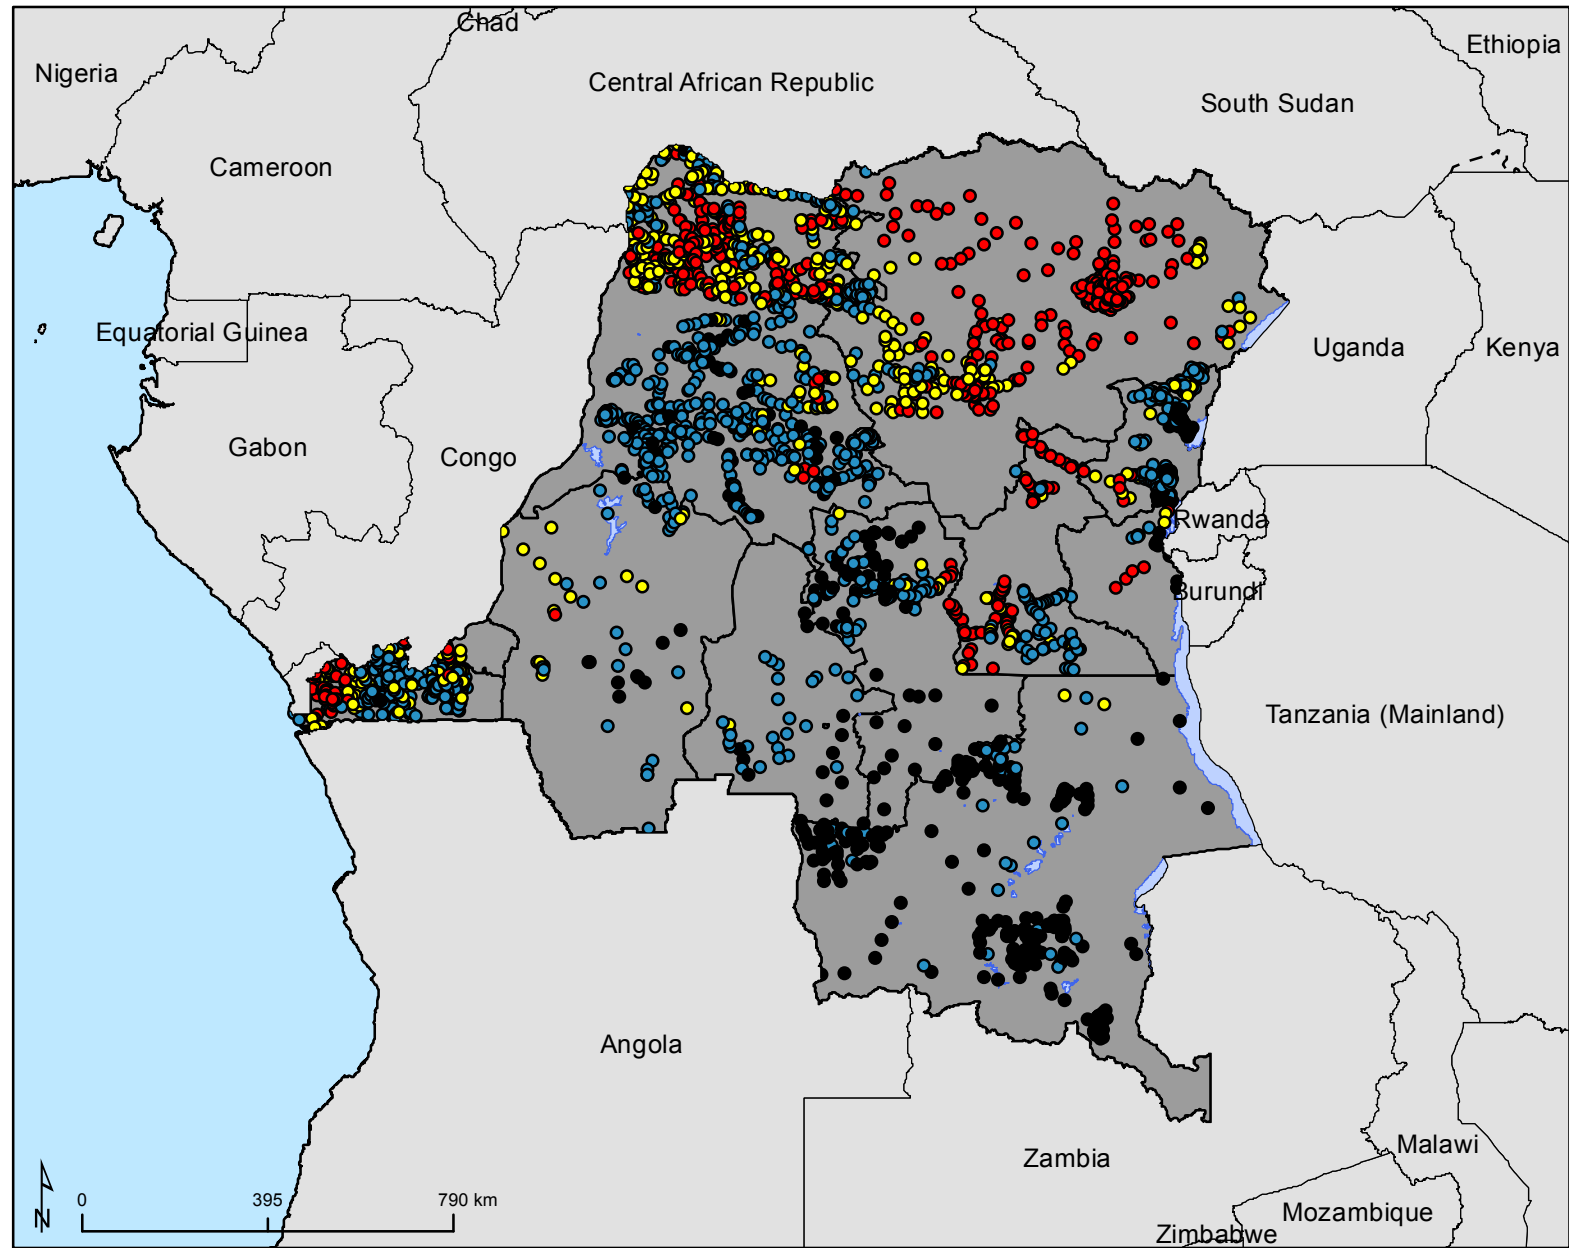 Chad
Ethiopia
Nigeria
Central African Republic
South Sudan
Cameroon
Equatorial Guinea
Uganda
Kenya
Gabon
Congo
Rwanda
Burundi
Tanzania (Mainland)
Angola
Malawi
Zambia
N
0 395 790 km
Mozambique
Zimbabwe